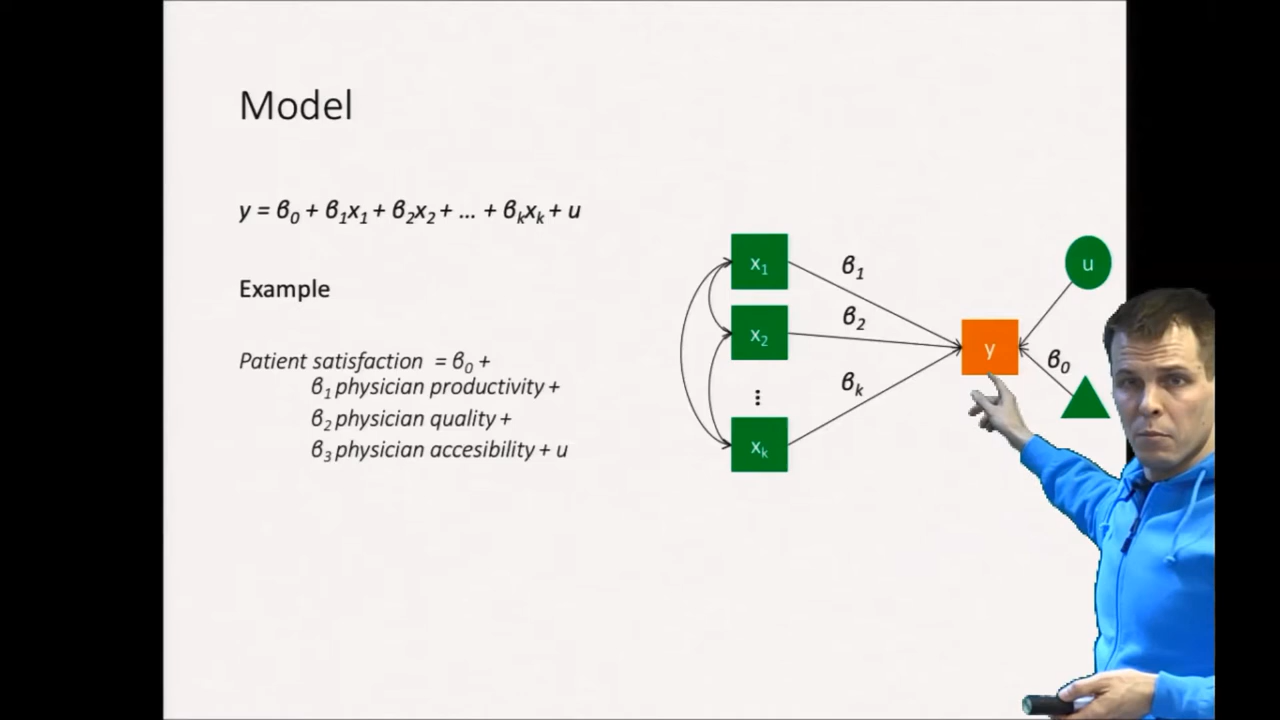 Model
y = β0 + β1x1 + β2x2 + ... + βkxk + u
Example
Patient satisfaction = β0 +
β1 physician productivity +
β2 physician quality +
β3 physician accesibility + u
x1
x2
⋮
xk
β1
β2
βk
y
u
β0